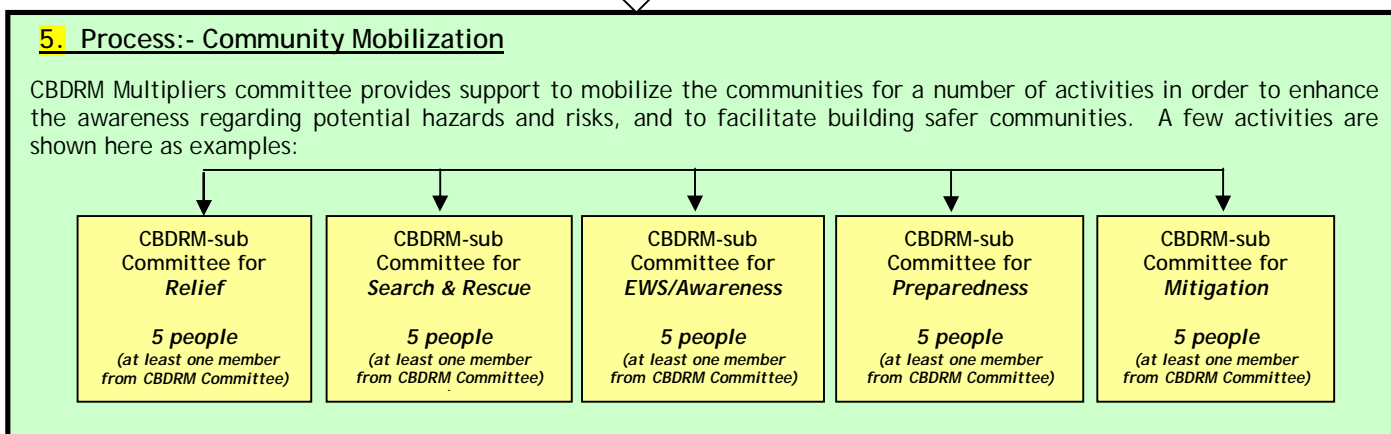 5. Process:- Community Mobilization
CBDRM Multipliers committee provides support to mobilize the communities for a number of activities in order to enhance
the awareness regarding potential hazards and risks, and to facilitate building safer communities. A few activities are
shown here as examples:
CBDRM-sub
Committee for
Relief
5 people
(at least one member
from CBDRM Committee)
CBDRM-sub
Committee for
Search & Rescue
5 people
(at least one member
from CBDRM Committee)
CBDRM-sub
Committee for
EWS/Awareness
5 people
(at least one member
from CBDRM Committee)
CBDRM-sub
Committee for
Preparedness
5 people
(at least one member
from CBDRM Committee)
CBDRM-sub
Committee for
Mitigation
5 people
(at least one member
from CBDRM Committee)